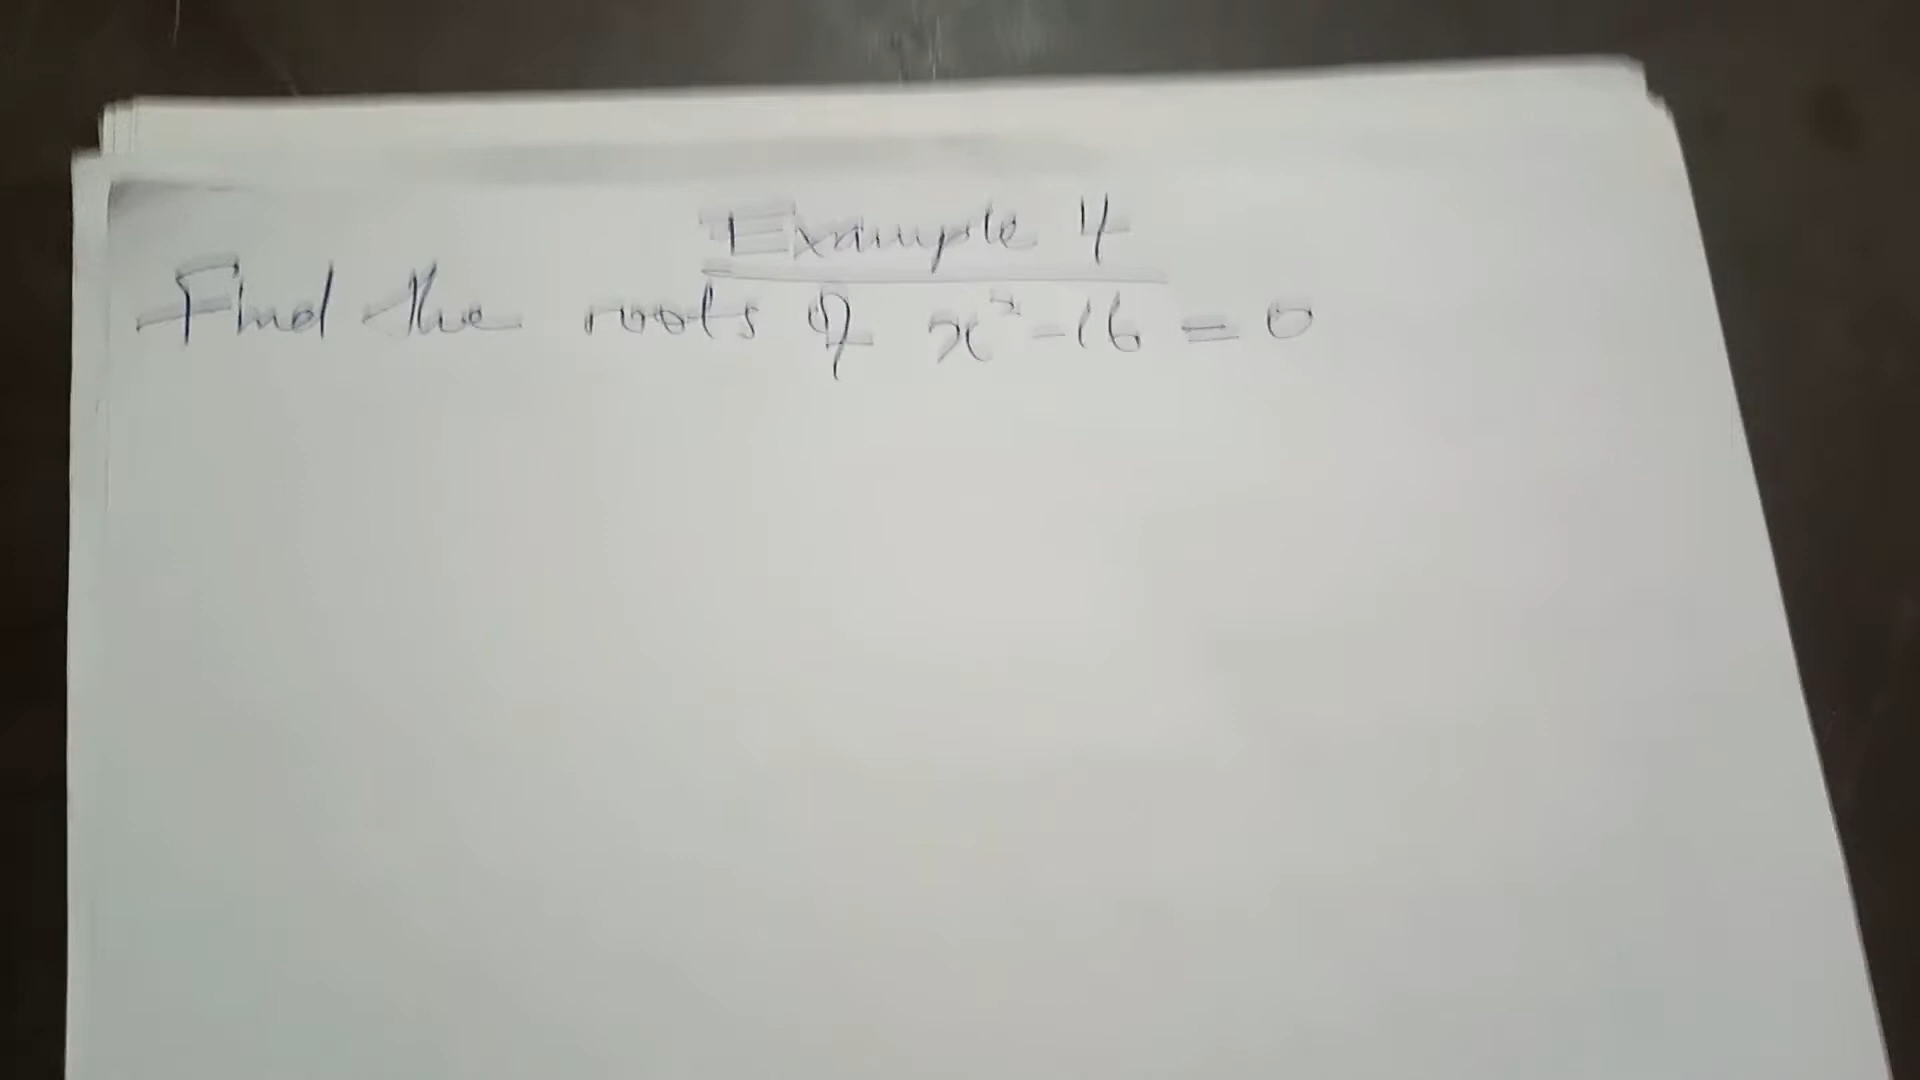 Example 4
Find the roots of x² - 16 = 0